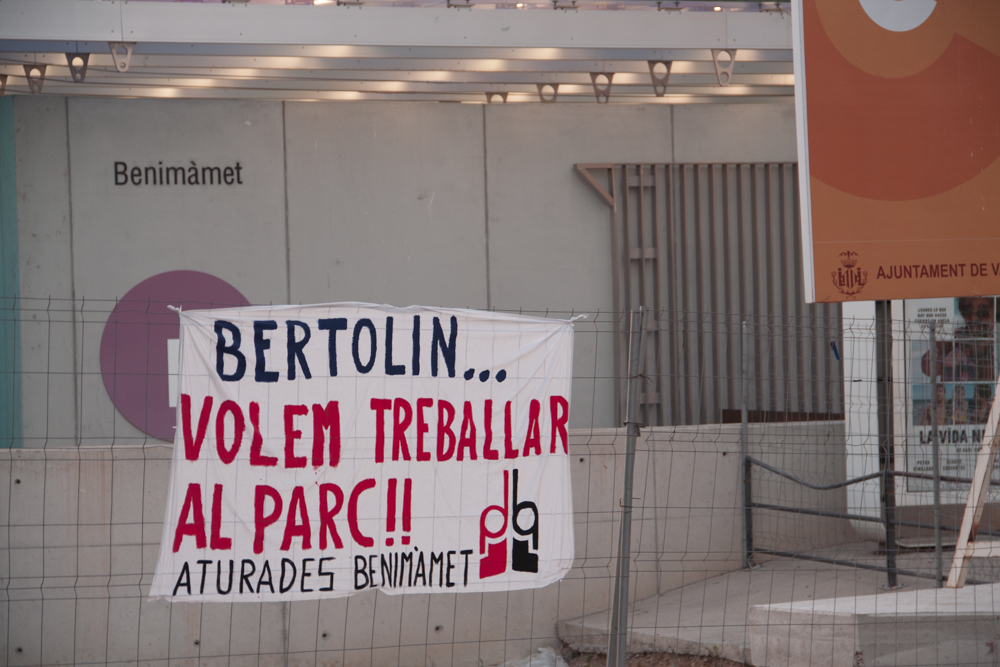 Benimàmet
BERTOLIN...
VOLEM TREBALLAR
AL PARC!!
ATURADES BENIMÀMET
AJUNTAMENT DE V
LA VIDA